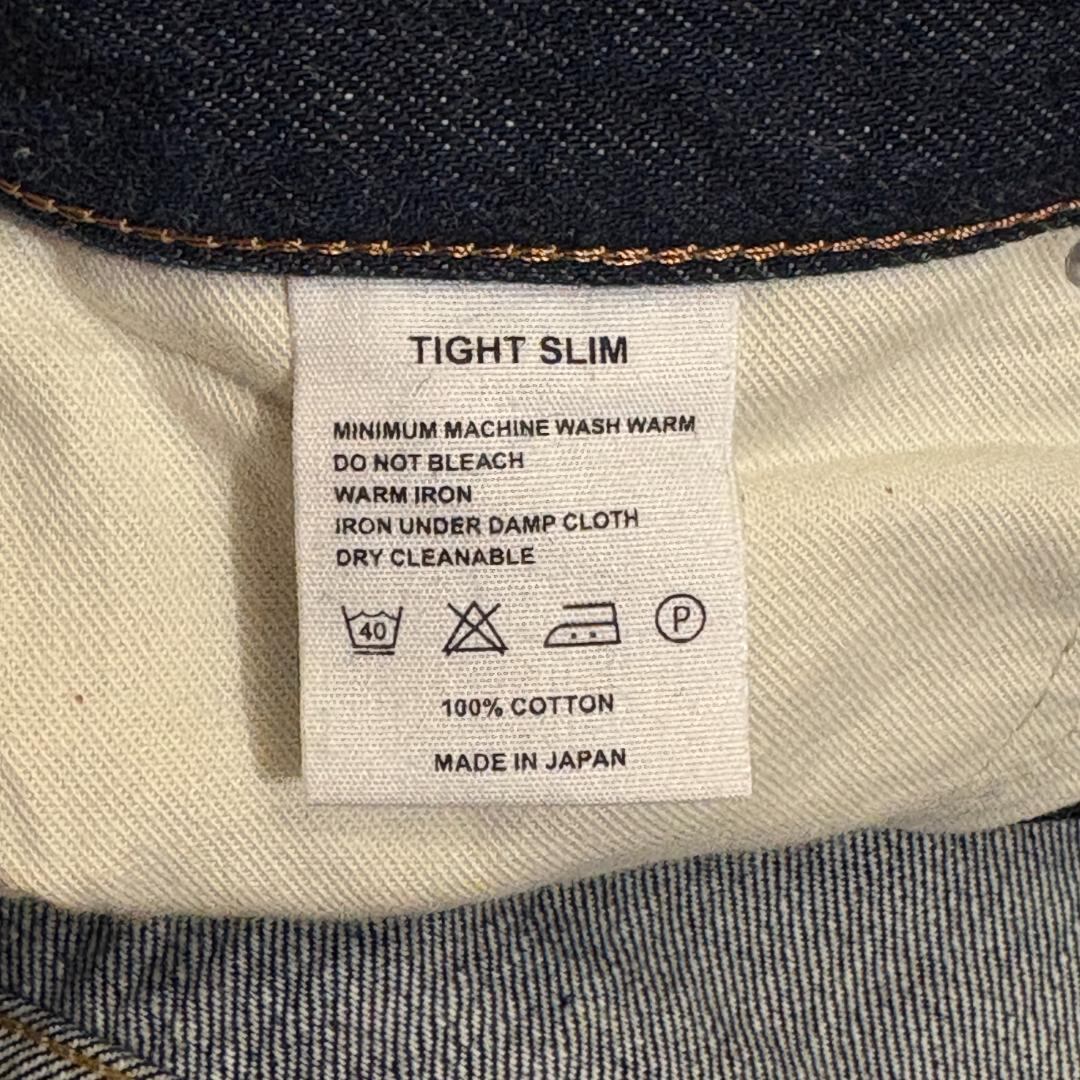 TIGHT SLIM
MINIMUM MACHINE WASH WARM
DO NOT BLEACH
WARM IRON
IRON UNDER DAMP CLOTH
DRY CLEANABLE
40 P
100% COTTON
MADE IN JAPAN